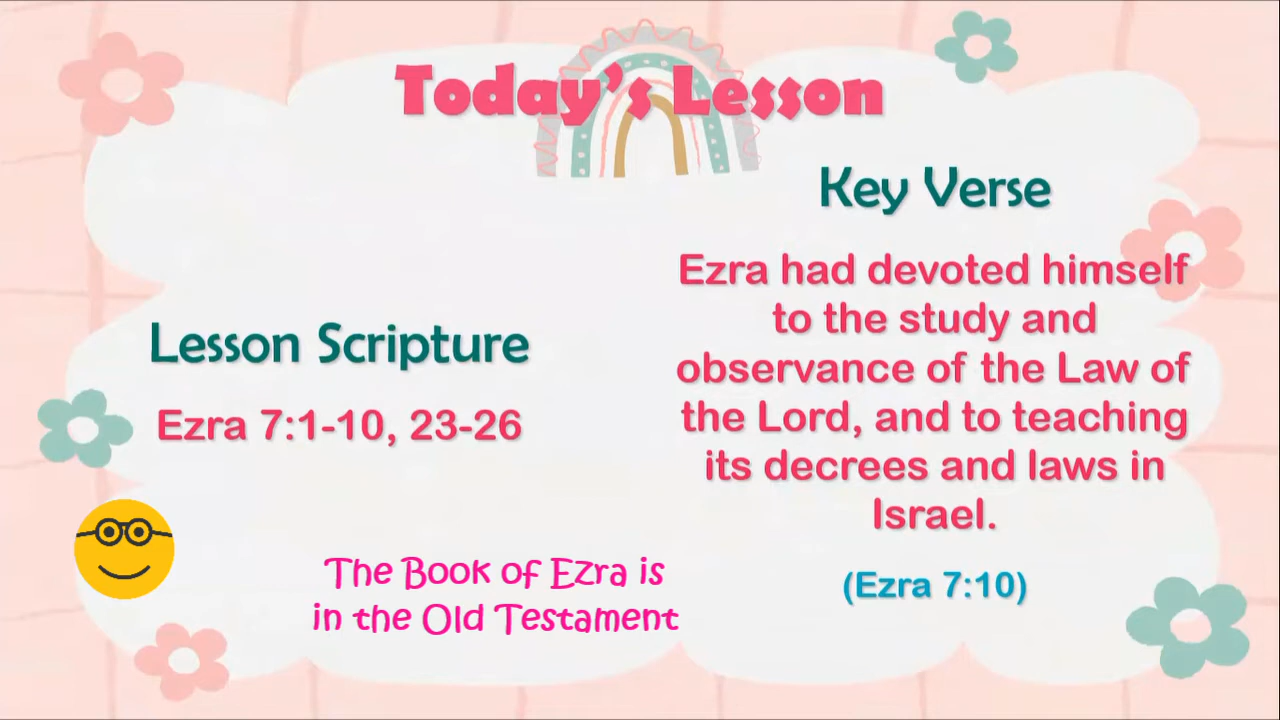 Today's Lesson
Lesson Scripture
Ezra 7:1-10, 23-26
The Book of Ezra is
in the Old Testament
Key Verse
Ezra had devoted himself
to the study and
observance of the Law of
the Lord, and to teaching
its decrees and laws in
Israel.
(Ezra 7:10)